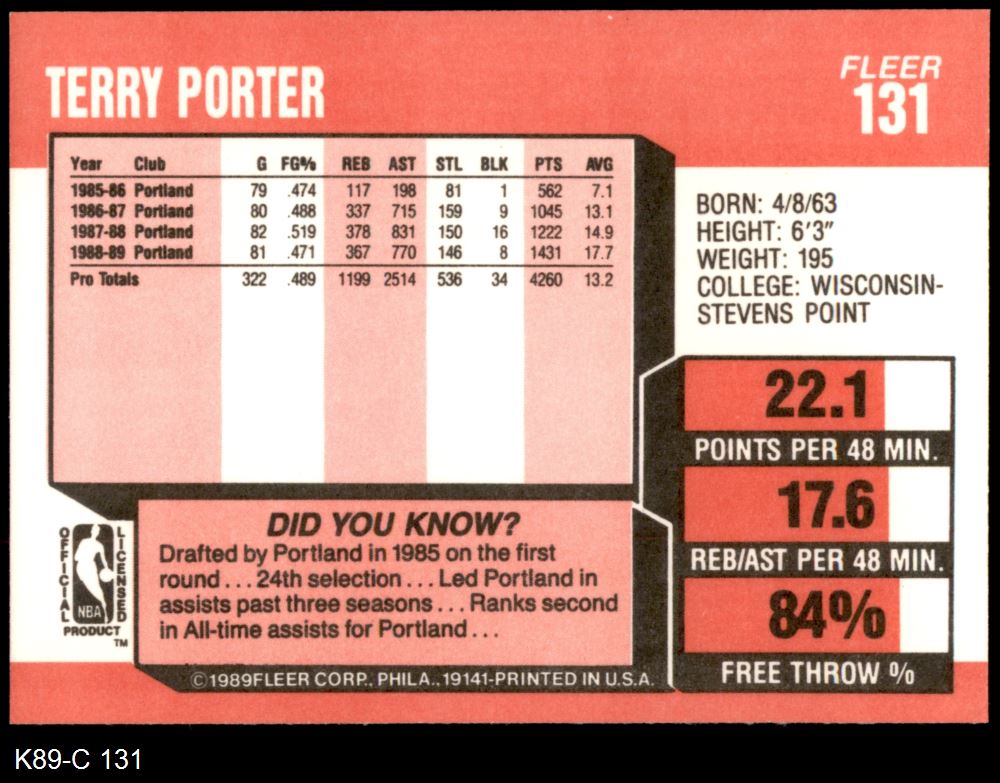 TERRY PORTER
FLEER
131
Year Club G FG% REB AST STL BLK PTS AVG
1985-86 Portland 79 .474 117 198 81 1 562 7.1
1986-87 Portland 80 .488 337 715 159 9 1045 13.1
1987-88 Portland 82 .519 378 831 150 16 1222 14.9
1988-89 Portland 81 .471 367 770 146 8 1431 17.7
Pro Totals 322 .489 1199 2514 536 34 4260 13.2
BORN: 4/8/63
HEIGHT: 6'3"
WEIGHT: 195
COLLEGE: WISCONSIN-
STEVENS POINT
22.1
POINTS PER 48 MIN.
17.6
REB/AST PER 48 MIN.
84%
FREE THROW %
OFFICIAL
NBA
LICENSED
PRODUCT
TM
DID YOU KNOW?
Drafted by Portland in 1985 on the first
round . . . 24th selection . . . Led Portland in
assists past three seasons . . . Ranks second
in All-time assists for Portland . . .
©1989FLEER CORP., PHILA., 19141-PRINTED IN U.S.A.
K89-C 131